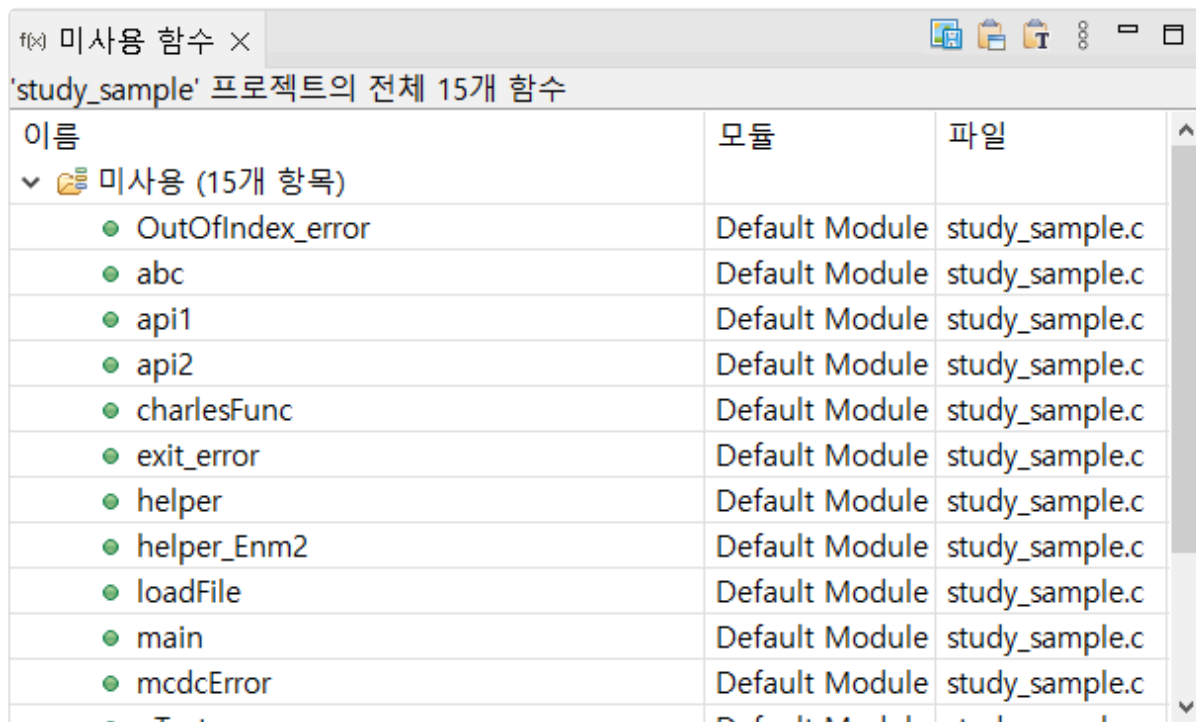 f(x) 미사용 함수
'study_sample' 프로젝트의 전체 15개 함수
이름 모듈 파일
미사용 (15개 항목)
OutOfIndex_error Default Module study_sample.c
abc Default Module study_sample.c
api1 Default Module study_sample.c
api2 Default Module study_sample.c
charlesFunc Default Module study_sample.c
exit_error Default Module study_sample.c
helper Default Module study_sample.c
helper_Enm2 Default Module study_sample.c
loadFile Default Module study_sample.c
main Default Module study_sample.c
mcdcError Default Module study_sample.c